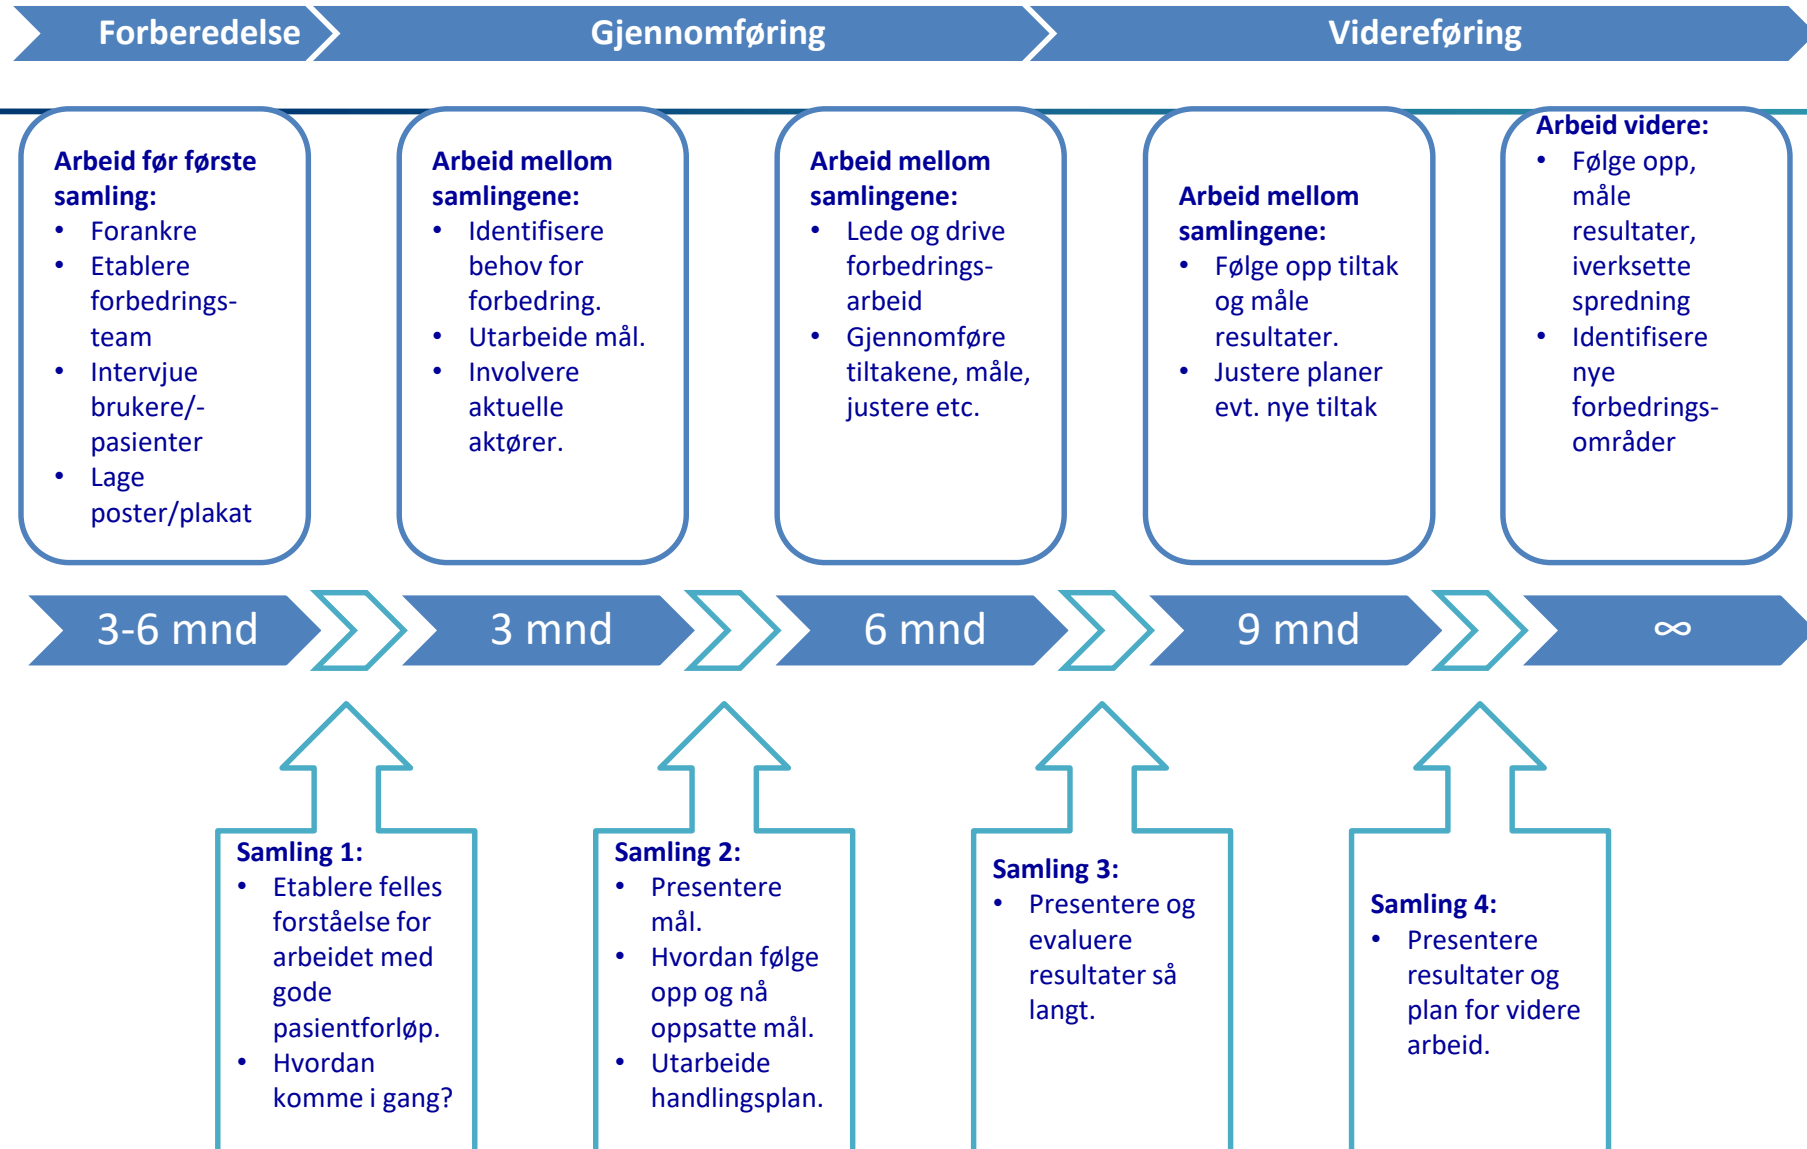 Forberedelse
Gjennomføring
Videreføring
Arbeid før første
samling:
• Forankre
• Etablere
forbedrings-
team
• Intervjue
brukere/-
pasienter
• Lage
poster/plakat
Arbeid mellom
samlingene:
• Identifisere
behov for
forbedring.
• Utarbeide mål.
• Involvere
aktuelle
aktører.
Arbeid mellom
samlingene:
• Lede og drive
forbedrings-
arbeid
• Gjennomføre
tiltakene, måle,
justere etc.
Arbeid mellom
samlingene:
• Følge opp tiltak
og måle
resultater.
• Justere planer
evt. nye tiltak
Arbeid videre:
• Følge opp,
måle
resultater,
iverksette
spredning
• Identifisere
nye
forbedrings-
områder
3-6 mnd
3 mnd
6 mnd
9 mnd
∞
Samling 1:
• Etablere felles
forståelse for
arbeidet med
gode
pasientforløp.
• Hvordan
komme i gang?
Samling 2:
• Presentere
mål.
• Hvordan følge
opp og nå
oppsatte mål.
• Utarbeide
handlingsplan.
Samling 3:
• Presentere og
evaluere
resultater så
langt.
Samling 4:
• Presentere
resultater og
plan for videre
arbeid.